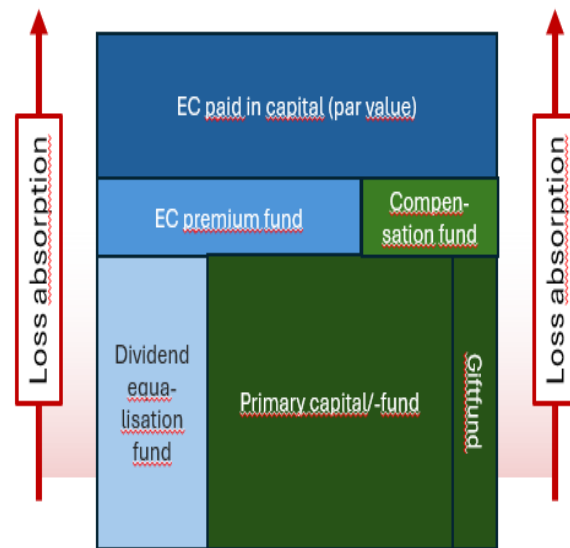 EC paid in capital (par value)
EC premium fund
Compen-
sation fund
Dividend
equa-
lisation
fund
Primary capital/-fund
Giftfund
Loss absorption
Loss absorption